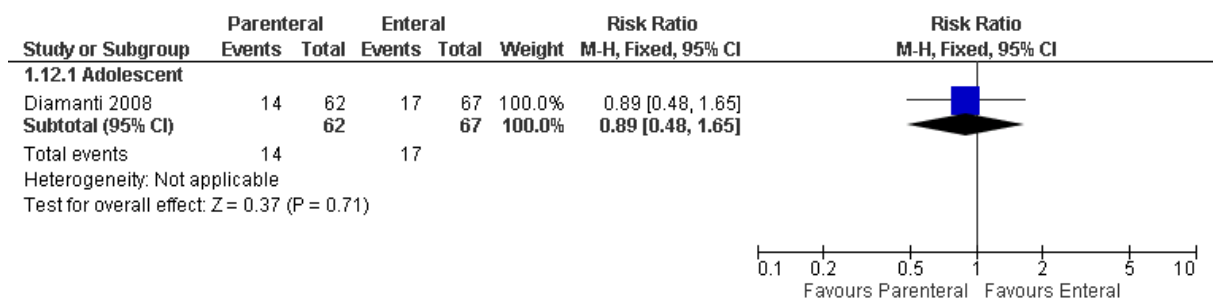 Parenteral Enteral Risk Ratio Risk Ratio
Study or Subgroup Events Total Events Total Weight M-H, Fixed, 95% CI M-H, Fixed, 95% CI
1.12.1 Adolescent
Diamanti 2008 14 62 17 67 100.0% 0.89 [0.48, 1.65]
Subtotal (95% CI) 62 67 100.0% 0.89 [0.48, 1.65]
Total events 14 17
Heterogeneity: Not applicable
Test for overall effect: Z = 0.37 (P = 0.71)
0.1 0.2 0.5 1 2 5 10
Favours Parenteral Favours Enteral